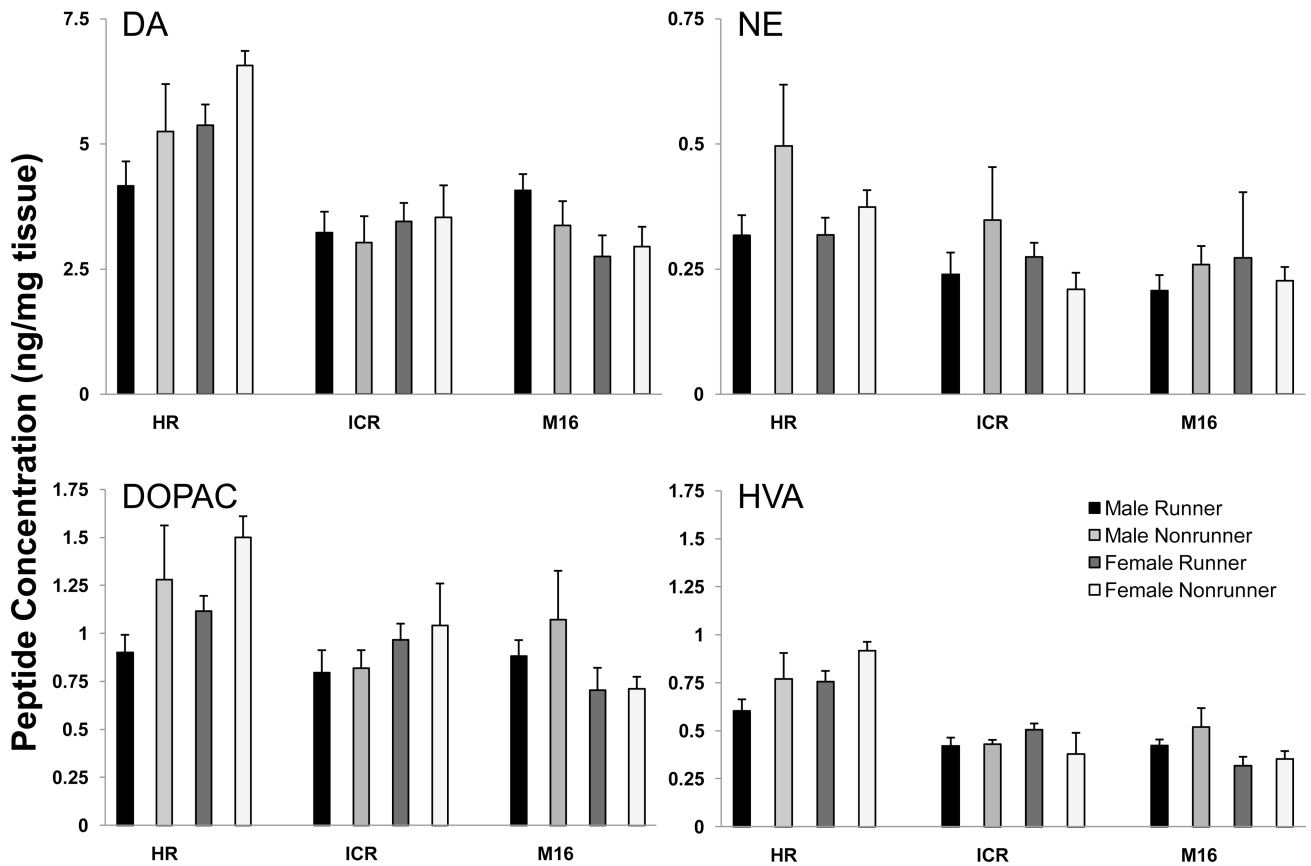 Peptide Concentration (ng/mg tissue)
DA
7.5
5
2.5
0
HR ICR M16
NE
0.75
0.5
0.25
0
HR ICR M16
DOPAC
1.75
1.5
1.25
1
0.75
0.5
0.25
0
HR ICR M16
HVA
1.75
1.5
1.25
1
0.75
0.5
0.25
0
Male Runner
Male Nonrunner
Female Runner
Female Nonrunner
HR ICR M16